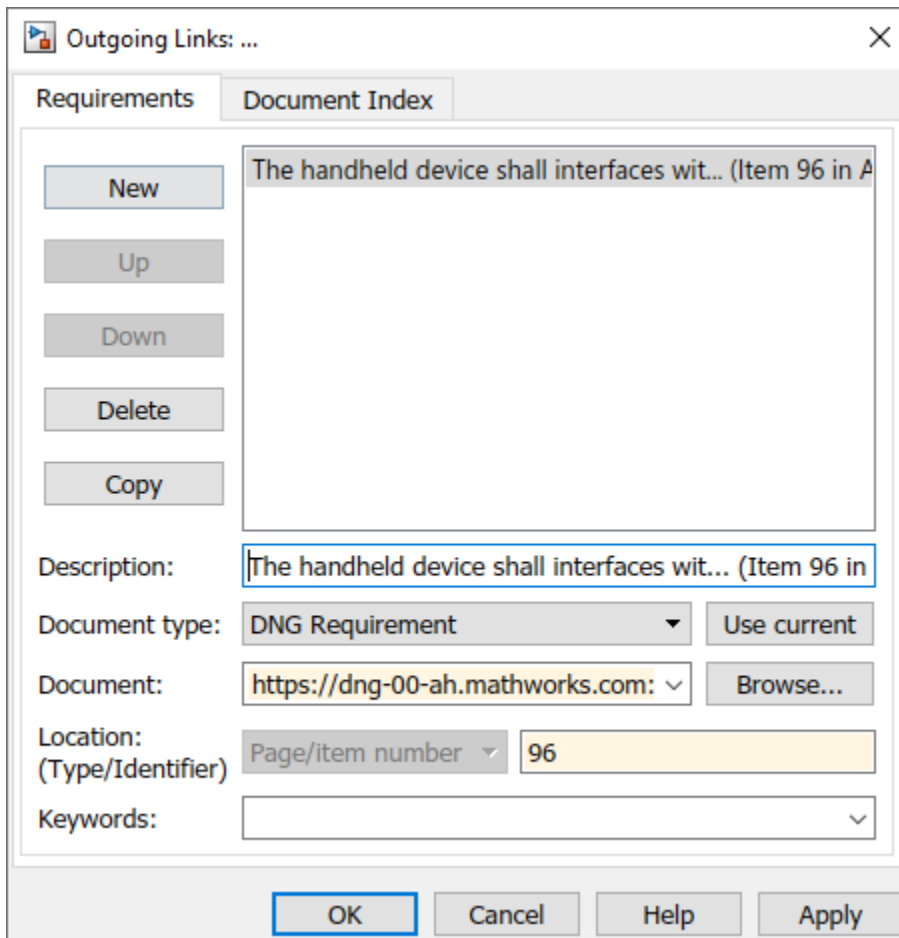 Outgoing Links: ...
Requirements
Document Index
New
The handheld device shall interfaces wit... (Item 96 in A
Up
Down
Delete
Copy
Description:
The handheld device shall interfaces wit... (Item 96 in
Document type:
DNG Requirement
Use current
Document:
https://dng-00-ah.mathworks.com:
Browse...
Location:
(Type/Identifier)
Page/item number
96
Keywords:
OK
Cancel
Help
Apply